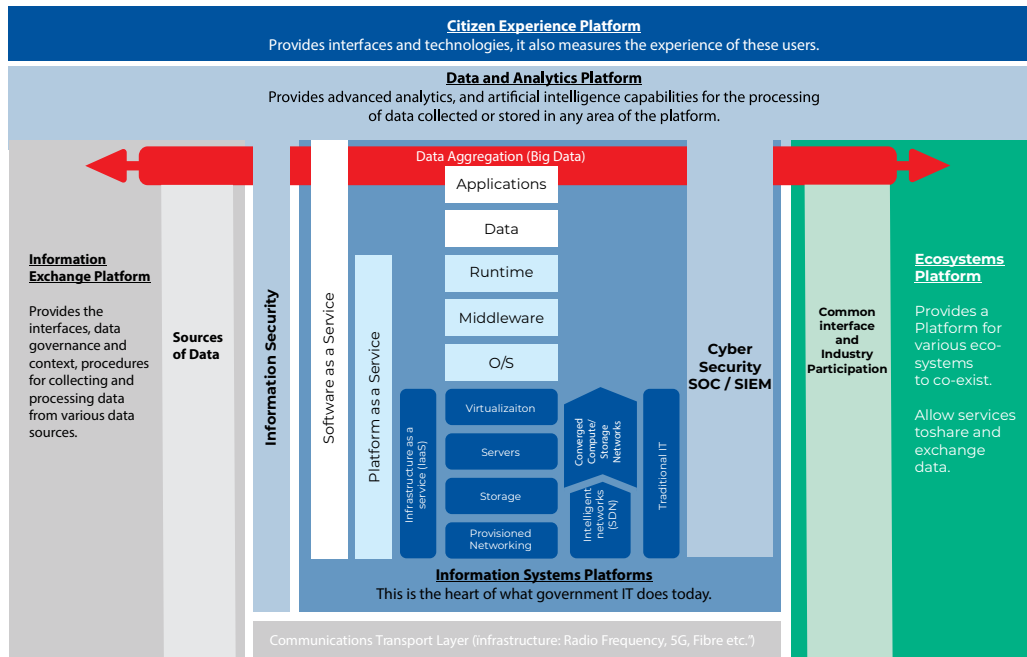 Citizen Experience Platform
Provides interfaces and technologies, it also measures the experience of these users.
Data and Analytics Platform
Provides advanced analytics, and artificial intelligence capabilities for the processing
of data collected or stored in any area of the platform.
Data Aggregation (Big Data)
Information
Exchange Platform
Provides the
interfaces, data
governance and
context, procedures
for collecting and
processing data
from various data
sources.
Sources
of Data
Information Security
Software as a Service
Platform as a Service
Infrastructure as a
service (IaaS)
Applications
Data
Runtime
Middleware
O/S
Virtualizaiton
Servers
Storage
Provisioned
Networking
Converged
Compute/
Storage
Networks
Intelligent
networks
(SDN)
Traditional IT
Cyber
Security
SOC / SIEM
Common
interface
and
Industry
Participation
Ecosystems
Platform
Provides a
Platform for
various eco-
systems
to co-exist.
Allow services
toshare and
exchange
data.
Information Systems Platforms
This is the heart of what government IT does today.
Communications Transport Layer (infrastructure: Radio Frequency, 5G, Fibre etc.")